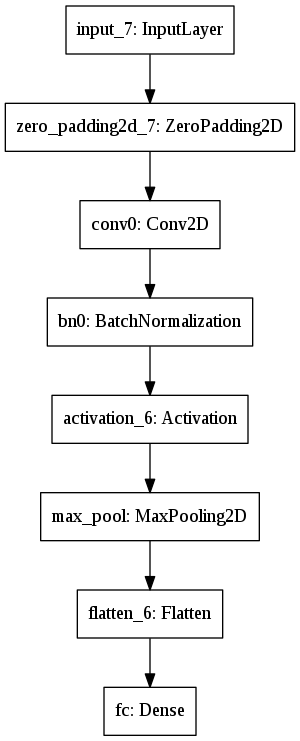 input_7: InputLayer
zero_padding2d_7: ZeroPadding2D
conv0: Conv2D
bn0: BatchNormalization
activation_6: Activation
max_pool: MaxPooling2D
flatten_6: Flatten
fc: Dense